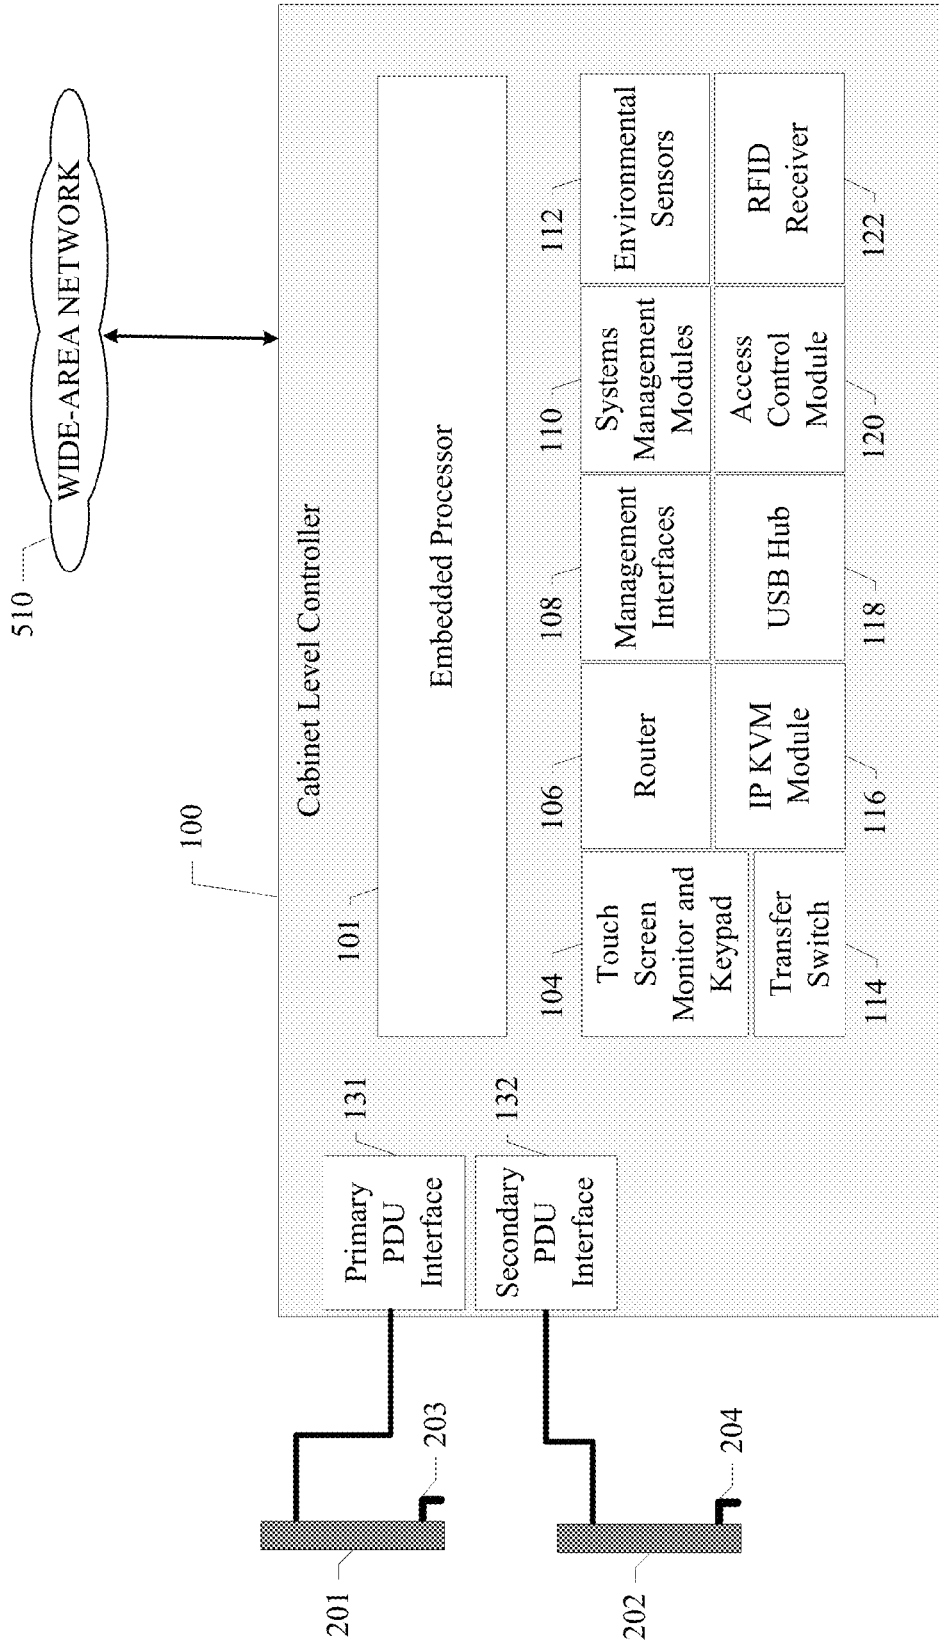 510
WIDE-AREA NETWORK
100
Cabinet Level Controller
131
Primary
PDU
Interface
101
Embedded Processor
132
Secondary
PDU
Interface
104
Touch
Screen
Monitor and
Keypad
106
Router
108
Management
Interfaces
110
Systems
Management
Modules
112
Environmental
Sensors
Transfer
Switch
114
IP KVM
Module
116
USB Hub
118
Access
Control
Module
120
RFID
Receiver
122
201
203
202
204